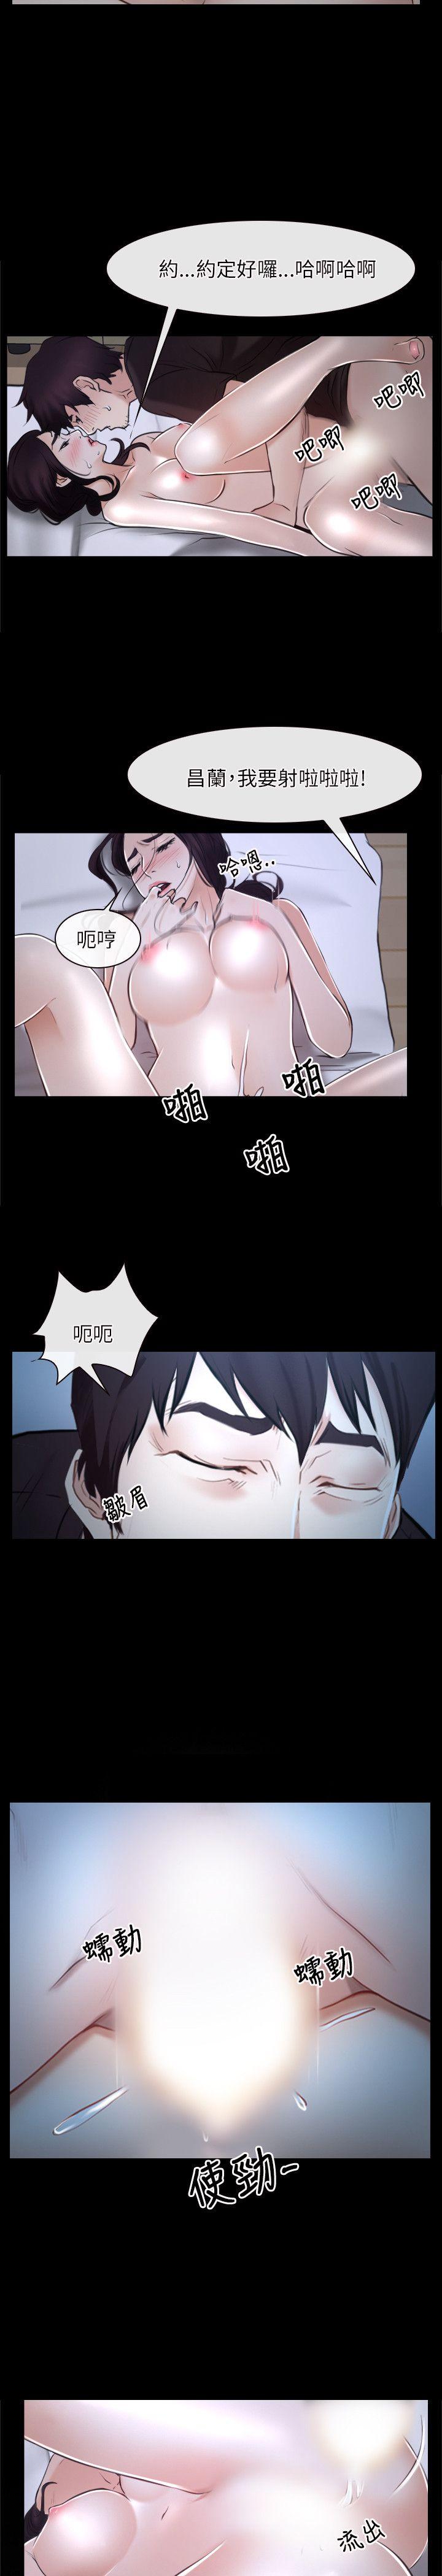 約...約定好囉...哈啊哈啊
吧唧
吧唧
吧唧
昌蘭,我要射啦啦啦!
哈嗯..
呃哼
啪
啪
啪
呃呃
皺眉
蠕動
蠕動
使勁-
流出